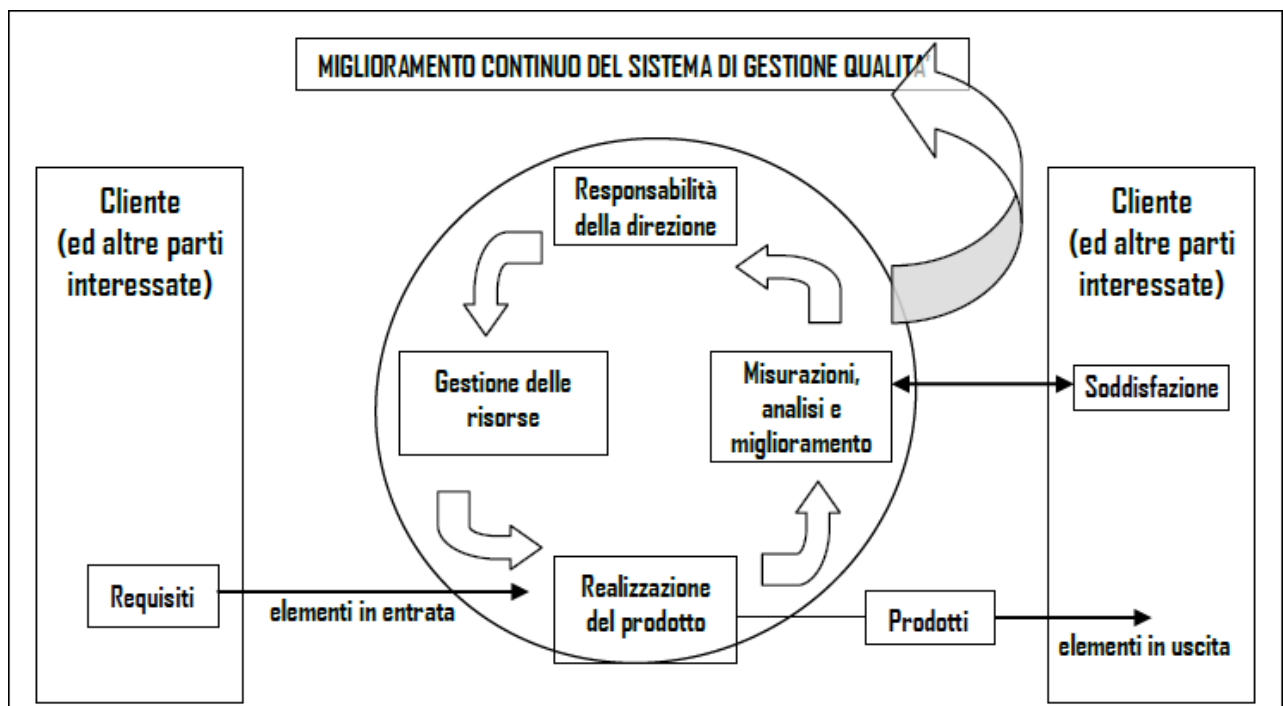 MIGLIORAMENTO CONTINUO DEL SISTEMA DI GESTIONE QUALITA'
Cliente
(ed altre parti
interessate)
Responsabilità
della direzione
Cliente
(ed altre parti
interessate)
Gestione delle
risorse
Misurazioni,
analisi e
miglioramento
Soddisfazione
Requisiti
elementi in entrata
Realizzazione
del prodotto
Prodotti
elementi in uscita